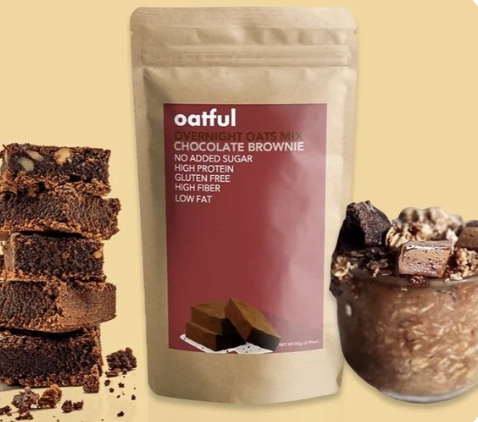 oatful
OVERNIGHT OATS MIX
CHOCOLATE BROWNIE
NO ADDED SUGAR
HIGH PROTEIN
GLUTEN FREE
HIGH FIBER
LOW FAT